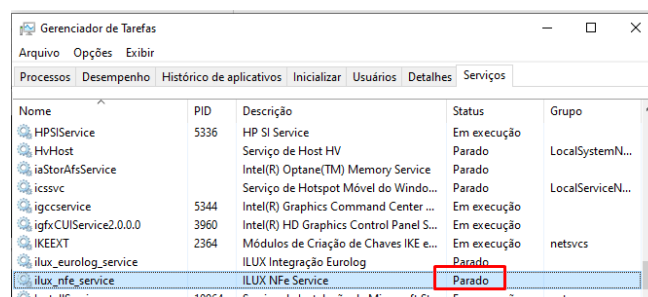 Gerenciador de Tarefas
Arquivo Opções Exibir
Processos Desempenho Histórico de aplicativos Inicializar Usuários Detalhes Serviços
Nome PID Descrição Status Grupo
HPSIService 5336 HP SI Service Em execução
HvHost Serviço de Host HV Parado LocalSystemN...
iaStorAfsService Intel(R) Optane(TM) Memory Service Parado
icssvc Serviço de Hotspot Móvel do Windo... Parado LocalServiceN...
igccservice 5344 Intel(R) Graphics Command Center ... Em execução
igfxCUIService2.0.0.0 3960 Intel(R) HD Graphics Control Panel S... Em execução
IKEEXT 2364 Módulos de Criação de Chaves IKE e... Em execução netsvcs
ilux_eurolog_service ILUX Integração Eurolog Parado
ilux_nfe_service ILUX NFe Service Parado